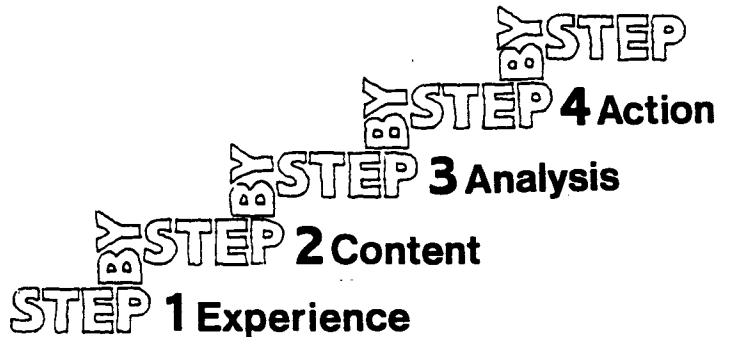 BY STEP
BY STEP 4 Action
BY STEP 3 Analysis
BY STEP 2 Content
STEP 1 Experience